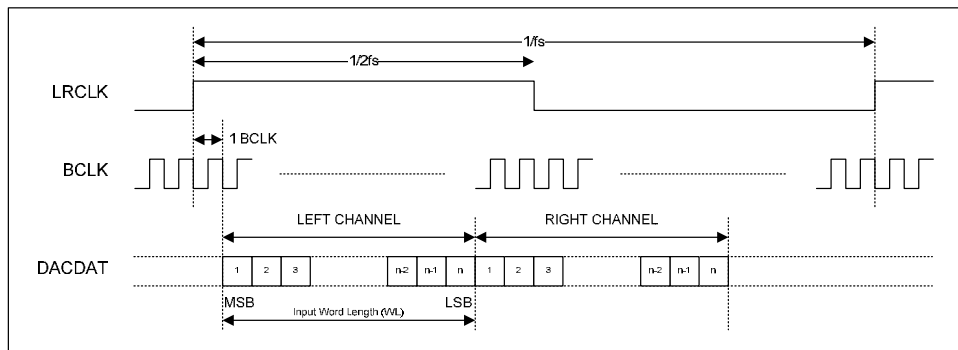 1/fs
1/2fs
LRCLK
1 BCLK
BCLK
LEFT CHANNEL RIGHT CHANNEL
DACDAT 1 2 3 n-2 n-1 n 1 2 3 n-2 n-1 n
MSB LSB
Input Word Length (WL)